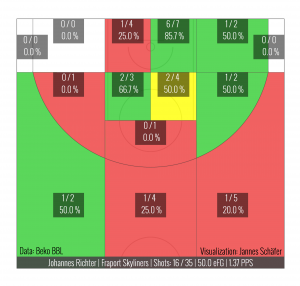 0 / 0
0.0 %
0 / 0
0.0 %
1 / 4
25.0 %
6 / 7
85.7 %
1 / 2
50.0 %
0 / 0
0.0 %
0 / 1
0.0 %
2 / 3
66.7 %
2 / 4
50.0 %
1 / 2
50.0 %
0 / 1
0.0 %
1 / 2
50.0 %
1 / 4
25.0 %
1 / 5
20.0 %
Data: Beko BBL
Visualization: Jannes Schäfer
Johannes Richter | Fraport Skyliners | Shots: 16 / 35 | 50.0 eFG | 1.37 PPS